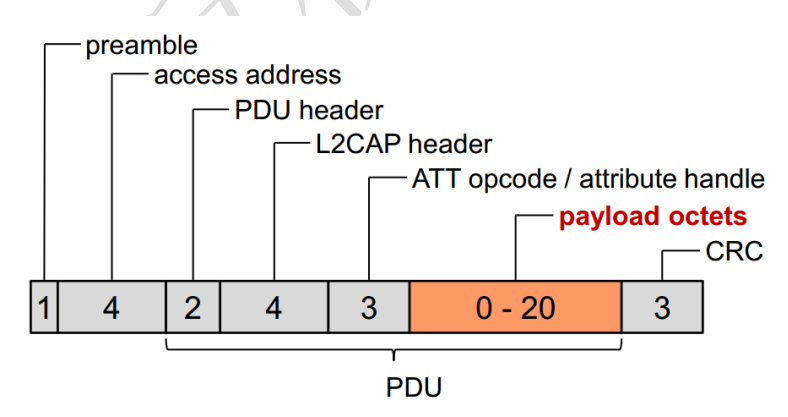 preamble
access address
PDU header
L2CAP header
ATT opcode / attribute handle
payload octets
CRC
1 4 2 4 3 0 - 20 3
PDU